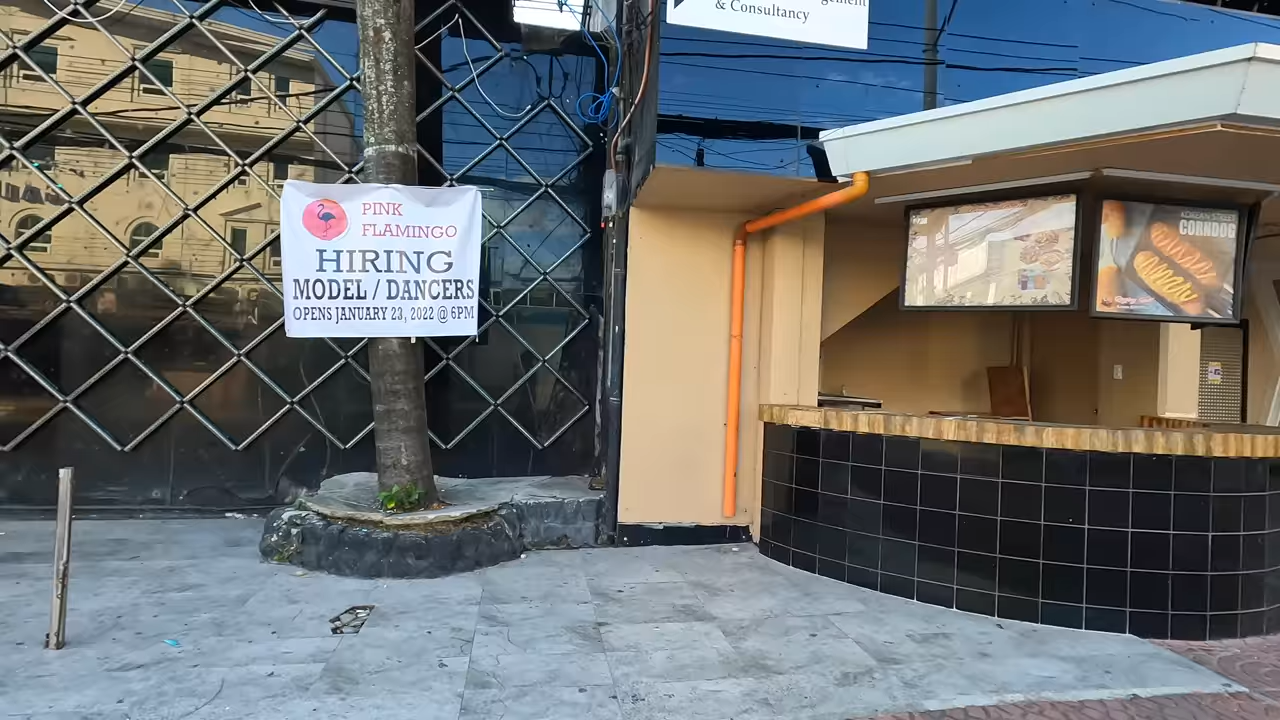 & Consultancy
PINK
FLAMINGO
HIRING
MODEL / DANCERS
OPENS JANUARY 23, 2022 @ 6PM
KOREAN STREET
CORNDOG